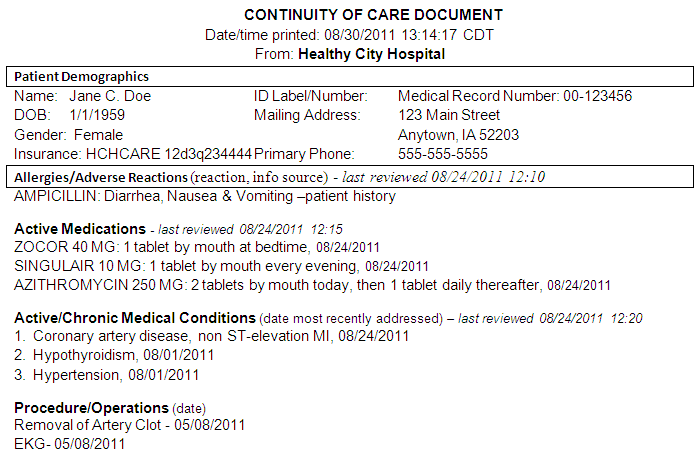 CONTINUITY OF CARE DOCUMENT
Date/time printed: 08/30/2011 13:14:17 CDT
From: Healthy City Hospital
Patient Demographics
Name: Jane C. Doe ID Label/Number: Medical Record Number: 00-123456
DOB: 1/1/1959 Mailing Address: 123 Main Street
Gender: Female Anytown, IA 52203
Insurance: HCHCARE 12d3q234444 Primary Phone: 555-555-5555
Allergies/Adverse Reactions (reaction, info source) - last reviewed 08/24/2011 12:10
AMPICILLIN: Diarrhea, Nausea & Vomiting –patient history
Active Medications - last reviewed 08/24/2011 12:15
ZOCOR 40 MG: 1 tablet by mouth at bedtime, 08/24/2011
SINGULAIR 10 MG: 1 tablet by mouth every evening, 08/24/2011
AZITHROMYCIN 250 MG: 2 tablets by mouth today, then 1 tablet daily thereafter, 08/24/2011
Active/Chronic Medical Conditions (date most recently addressed) – last reviewed 08/24/2011 12:20
1. Coronary artery disease, non ST-elevation MI, 08/24/2011
2. Hypothyroidism, 08/01/2011
3. Hypertension, 08/01/2011
Procedure/Operations (date)
Removal of Artery Clot - 05/08/2011
EKG- 05/08/2011